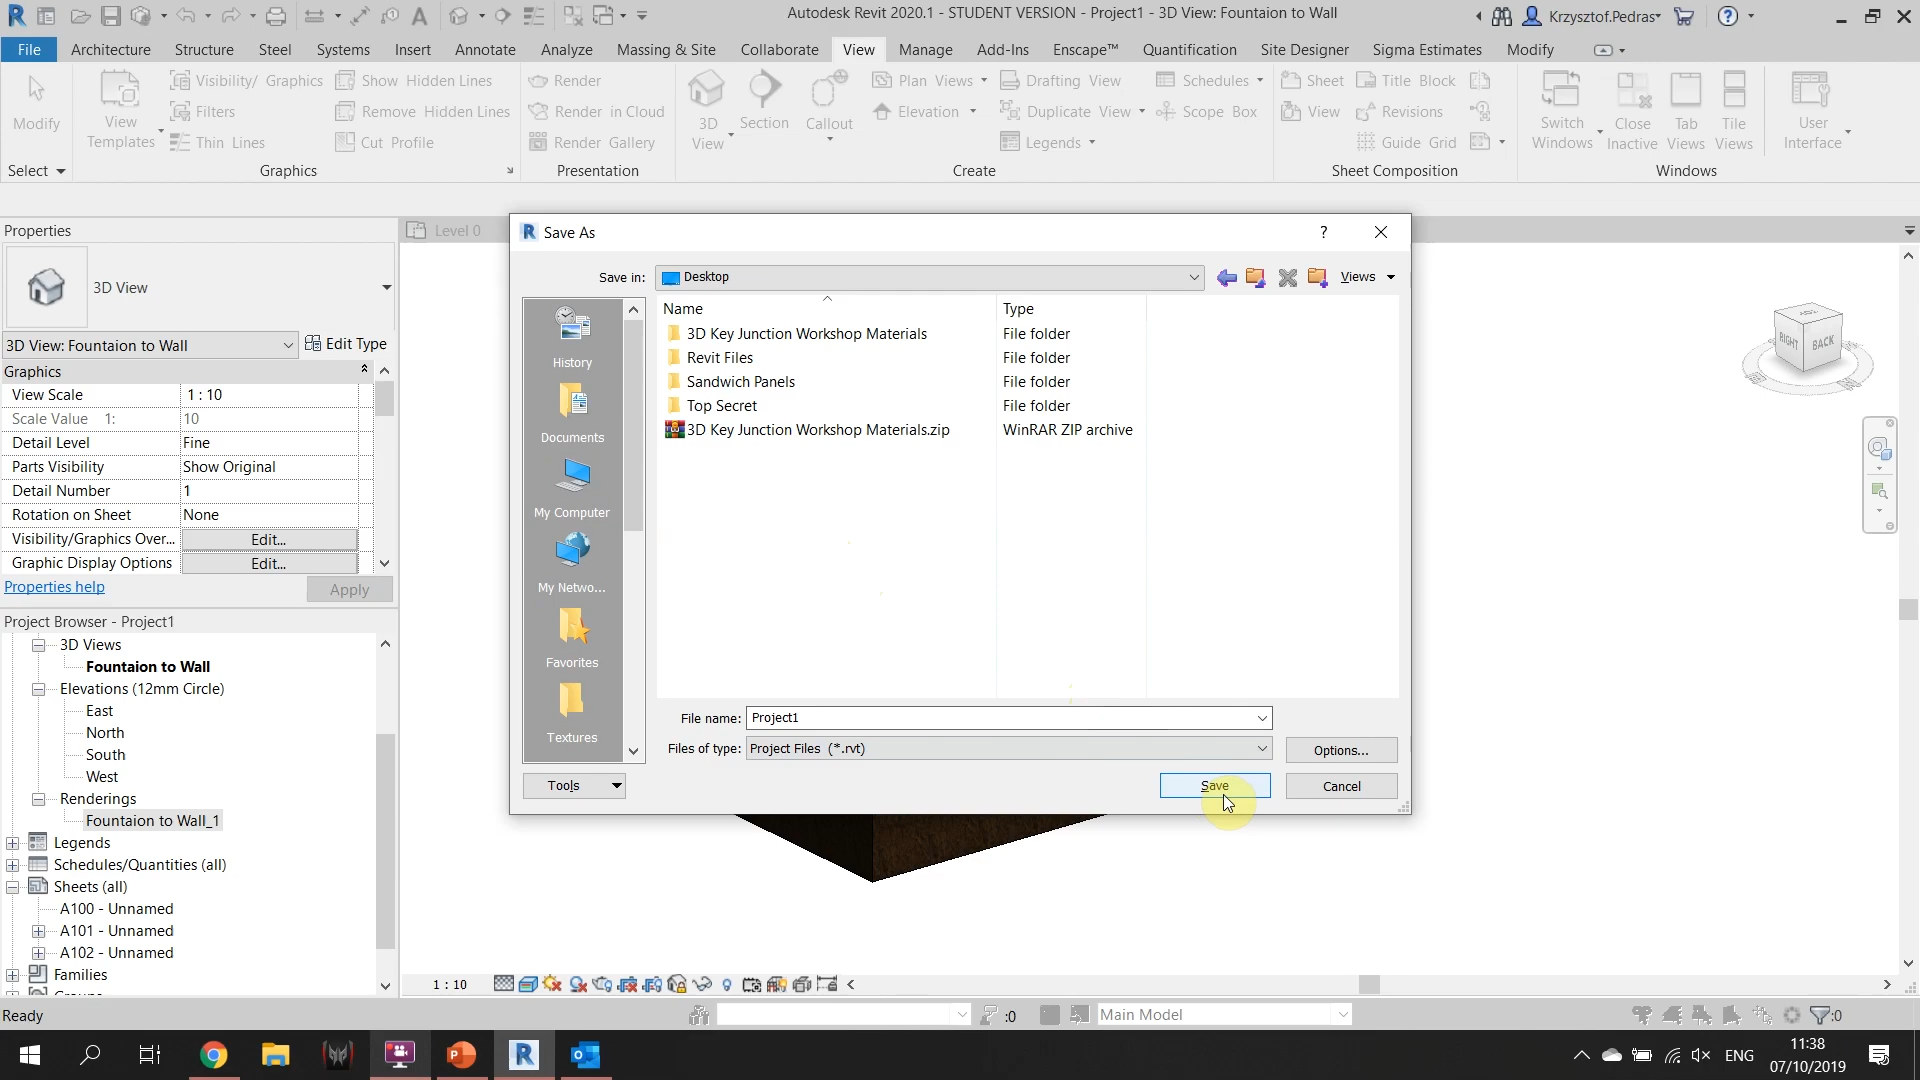 Autodesk Revit 2020.1 - STUDENT VERSION - Project1 - 3D View: Fountaion to Wall
Krzysztof.Pedras
File Architecture Structure Steel Systems Insert Annotate Analyze Massing & Site Collaborate View Manage Add-Ins Enscape™ Quantification Site Designer Sigma Estimates Modify
Modify
View Templates
Visibility/ Graphics
Filters
Thin Lines
Show Hidden Lines
Remove Hidden Lines
Cut Profile
Render
Render in Cloud
Render Gallery
3D View
Section
Callout
Plan Views
Elevation
Drafting View
Duplicate View
Legends
Schedules
Scope Box
Sheet
View
Title Block
Revisions
Guide Grid
Switch Windows
Close Inactive
Tab Views
Tile Views
User Interface
Select Graphics Presentation Create Sheet Composition Windows
Properties
3D View
3D View: Fountaion to Wall Edit Type
Graphics
View Scale 1 : 10
Scale Value 1: 10
Detail Level Fine
Parts Visibility Show Original
Detail Number 1
Rotation on Sheet None
Visibility/Graphics Over... Edit...
Graphic Display Options Edit...
Properties help Apply
Project Browser - Project1
3D Views
Fountaion to Wall
Elevations (12mm Circle)
East
North
South
West
Renderings
Fountaion to Wall_1
Legends
Schedules/Quantities (all)
Sheets (all)
A100 - Unnamed
A101 - Unnamed
A102 - Unnamed
Families
Level 0
Save As
?
Save in: Desktop Views
History
Documents
My Computer
My Netwo...
Favorites
Textures
Name Type
3D Key Junction Workshop Materials File folder
Revit Files File folder
Sandwich Panels File folder
Top Secret File folder
3D Key Junction Workshop Materials.zip WinRAR ZIP archive
File name: Project1
Files of type: Project Files (*.rvt) Options...
Tools Save Cancel
RIGHT BACK
1 : 10
Ready :0 Main Model :0
ENG
11:38
07/10/2019